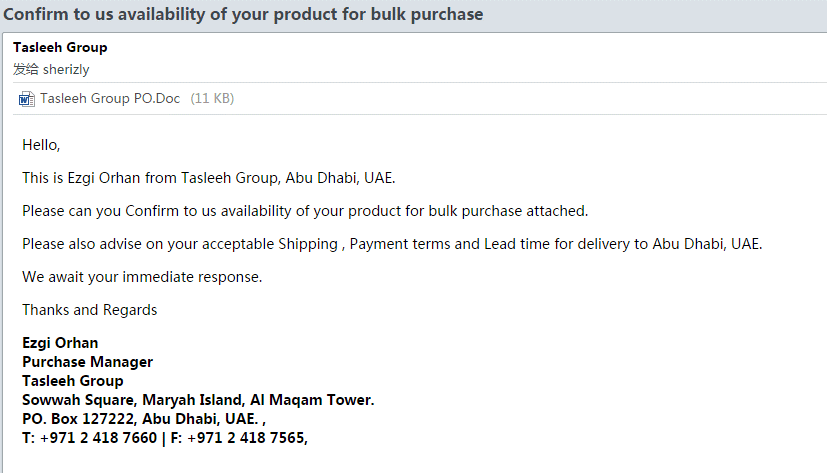 Confirm to us availability of your product for bulk purchase
Tasleeh Group
发给 sherizly
Tasleeh Group PO.Doc (11 KB)
Hello,
This is Ezgi Orhan from Tasleeh Group, Abu Dhabi, UAE.
Please can you Confirm to us availability of your product for bulk purchase attached.
Please also advise on your acceptable Shipping , Payment terms and Lead time for delivery to Abu Dhabi, UAE.
We await your immediate response.
Thanks and Regards
Ezgi Orhan
Purchase Manager
Tasleeh Group
Sowwah Square, Maryah Island, Al Maqam Tower.
PO. Box 127222, Abu Dhabi, UAE. ,
T: +971 2 418 7660 | F: +971 2 418 7565,